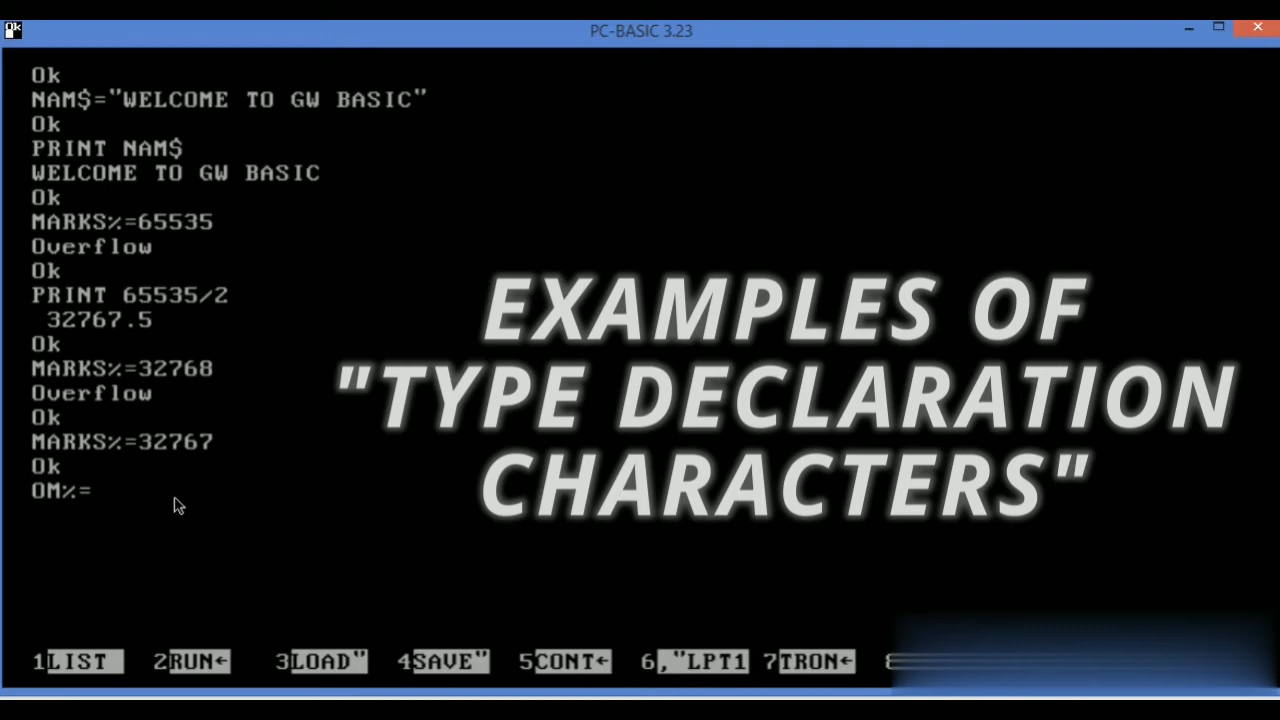 Ok
PC-BASIC 3.23
Ok
NAM$="WELCOME TO GW BASIC"
Ok
PRINT NAM$
WELCOME TO GW BASIC
Ok
MARKS%=65535
Overflow
Ok
PRINT 65535/2
32767.5
Ok
MARKS%=32768
Overflow
Ok
MARKS%=32767
Ok
OM%=
EXAMPLES OF
"TYPE DECLARATION
CHARACTERS"
1LIST 2RUN← 3LOAD" 4SAVE" 5CONT← 6,"LPT1 7TRON← 8